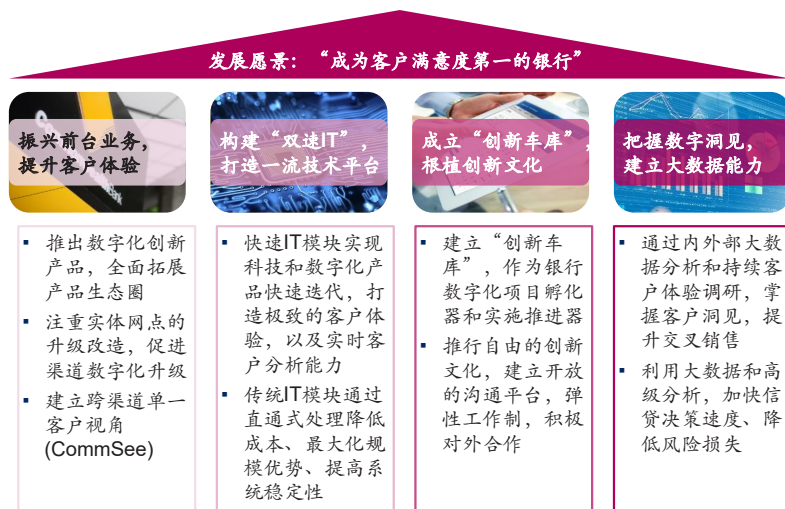 发展愿景：“成为客户满意度第一的银行”
振兴前台业务，
提升客户体验
构建“双速IT”，
打造一流技术平台
成立“创新车库”，
根植创新文化
把握数字洞见，
建立大数据能力
▪ 推出数字化创新
产品，全面拓展
产品生态圈
▪ 注重实体网点的
升级改造，促进
渠道数字化升级
▪ 建立跨渠道单一
客户视角
(CommSee)
▪ 快速IT模块实现
科技和数字化产
品快速迭代，打
造极致的客户体
验，以及实时客
户分析能力
▪ 传统IT模块通过
直通式处理降低
成本、最大化规
模优势、提高系
统稳定性
▪ 建立“创新车
库”，作为银行
数字化项目孵化
器和实施推进器
▪ 推行自由的创新
文化，建立开放
的沟通平台，弹
性工作制，积极
对外合作
▪ 通过内外部大数
据分析和持续客
户体验调研，掌
握客户洞见，提
升交叉销售
▪ 利用大数据和高
级分析，加快信
贷决策速度、降
低风险损失